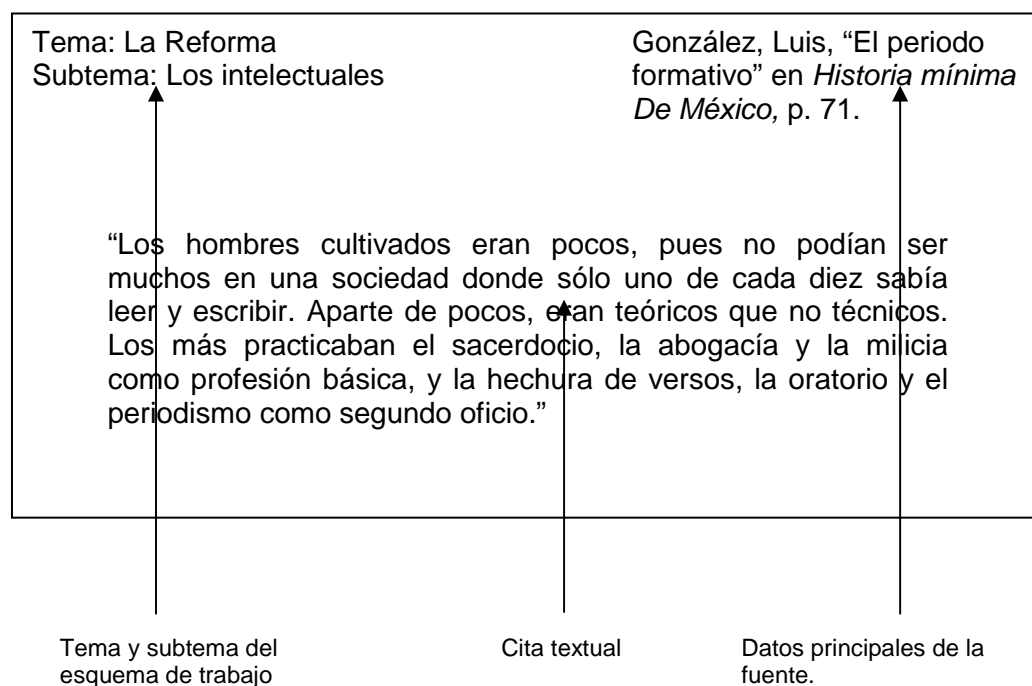 Tema: La Reforma
Subtema: Los intelectuales
González, Luis, “El periodo
formativo” en Historia mínima
De México, p. 71.
“Los hombres cultivados eran pocos, pues no podían ser
muchos en una sociedad donde sólo uno de cada diez sabía
leer y escribir. Aparte de pocos, eran teóricos que no técnicos.
Los más practicaban el sacerdocio, la abogacía y la milicia
como profesión básica, y la hechura de versos, la oratorio y el
periodismo como segundo oficio.”
Tema y subtema del
esquema de trabajo
Cita textual
Datos principales de la
fuente.